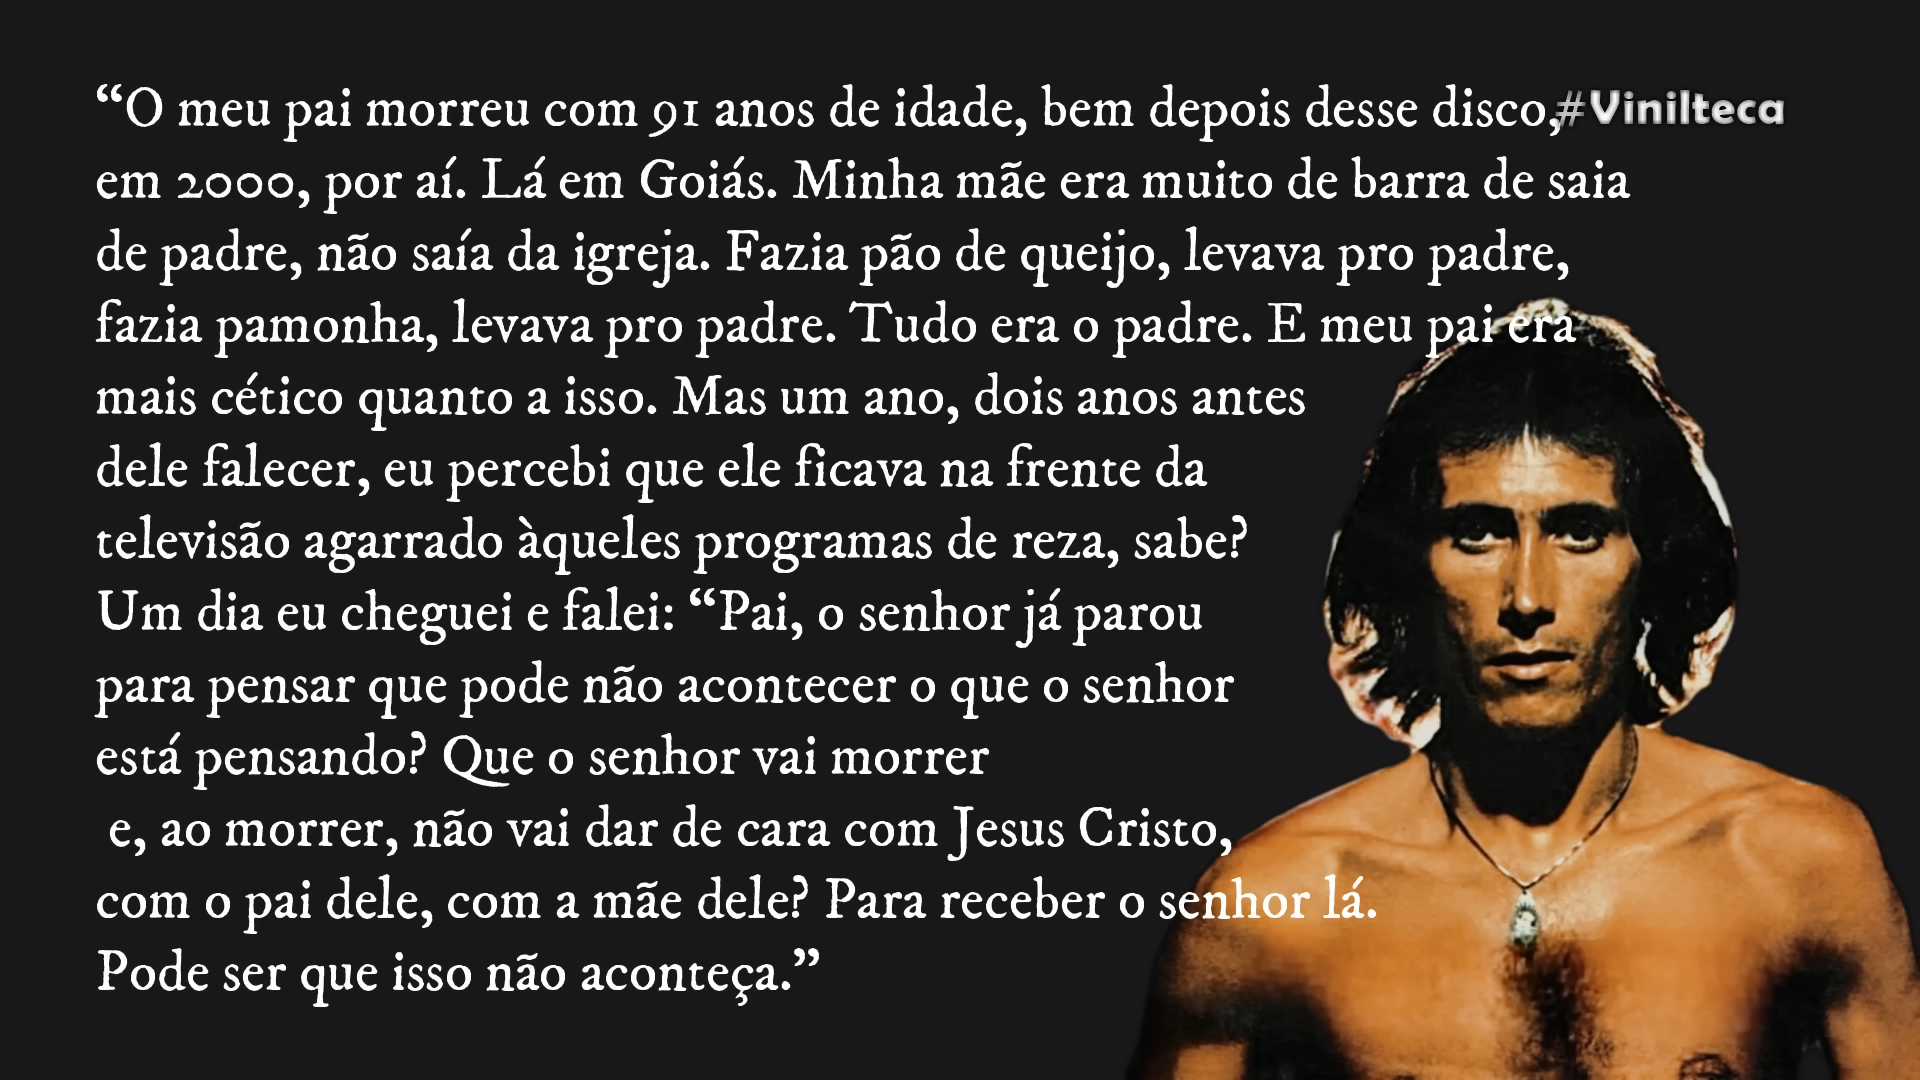 “O meu pai morreu com 91 anos de idade, bem depois desse disco,
#Vinilteca
em 2000, por aí. Lá em Goiás. Minha mãe era muito de barra de saia
de padre, não saía da igreja. Fazia pão de queijo, levava pro padre,
fazia pamonha, levava pro padre. Tudo era o padre. E meu pai era
mais cético quanto a isso. Mas um ano, dois anos antes
dele falecer, eu percebi que ele ficava na frente da
televisão agarrado àqueles programas de reza, sabe?
Um dia eu cheguei e falei: “Pai, o senhor já parou
para pensar que pode não acontecer o que o senhor
está pensando? Que o senhor vai morrer
e, ao morrer, não vai dar de cara com Jesus Cristo,
com o pai dele, com a mãe dele? Para receber o senhor lá.
Pode ser que isso não aconteça.”